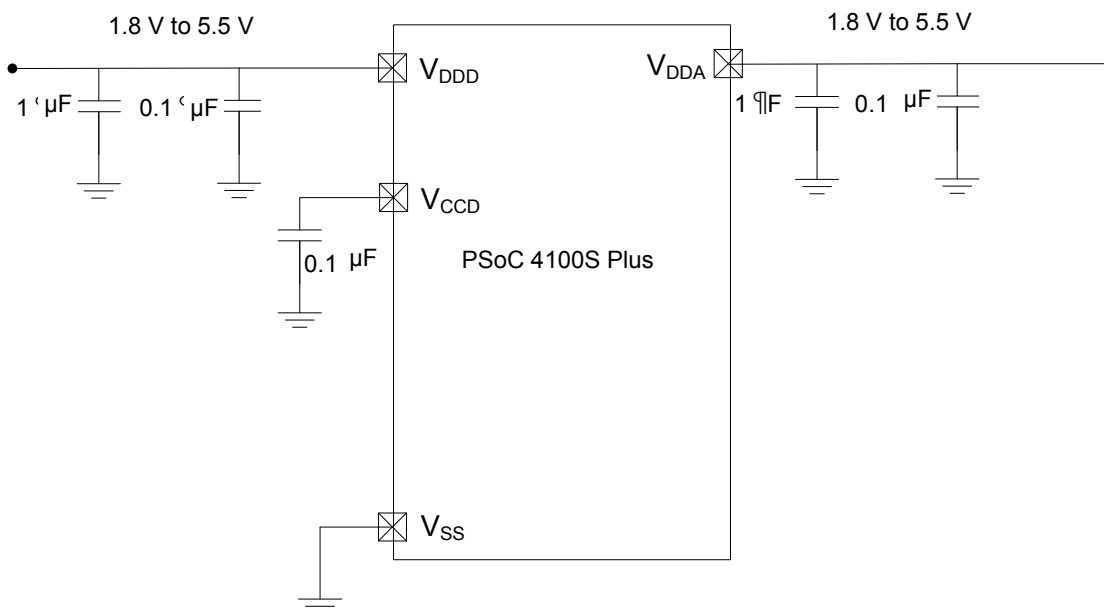 1.8 V to 5.5 V
1.8 V to 5.5 V
VDDD
VDDA
1 ‘ µF
0.1 ‘ µF
1 ¶F
0.1 µF
VCCD
0.1 µF
PSoC 4100S Plus
VSS